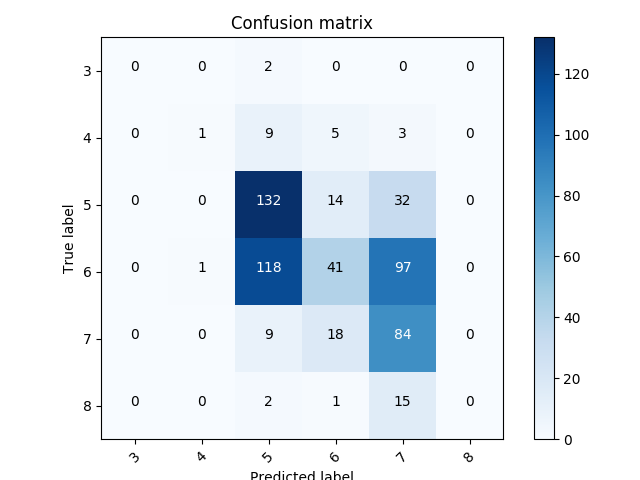 Confusion matrix
3 0 0 2 0 0 0
4 0 1 9 5 3 0
5 0 0 132 14 32 0
6 0 1 118 41 97 0
7 0 0 9 18 84 0
8 0 0 2 1 15 0
3 4 5 6 7 8
True label
Predicted label
120
100
80
60
40
20
0